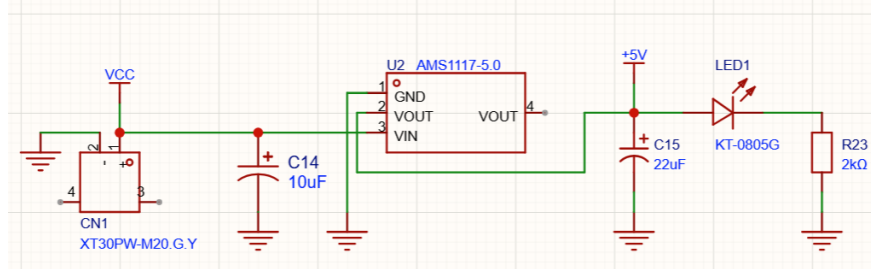 VCC
2
1
-
+
4
3
CN1
XT30PW-M20.G.Y
+
C14
10uF
U2 AMS1117-5.0
1
GND
2
VOUT
VOUT
4
3
VIN
+5V
+
C15
22uF
LED1
KT-0805G
R23
2kΩ